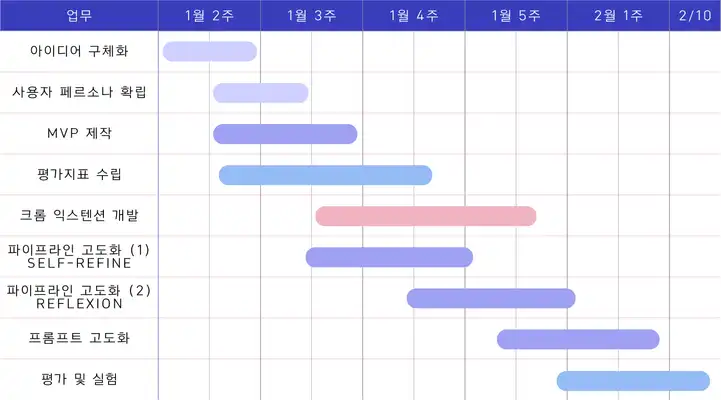 업무 1월 2주 1월 3주 1월 4주 1월 5주 2월 1주 2/10
아이디어 구체화
사용자 페르소나 확립
MVP 제작
평가지표 수립
크롬 익스텐션 개발
파이프라인 고도화 (1)
SELF-REFINE
파이프라인 고도화 (2)
REFLEXION
프롬프트 고도화
평가 및 실험